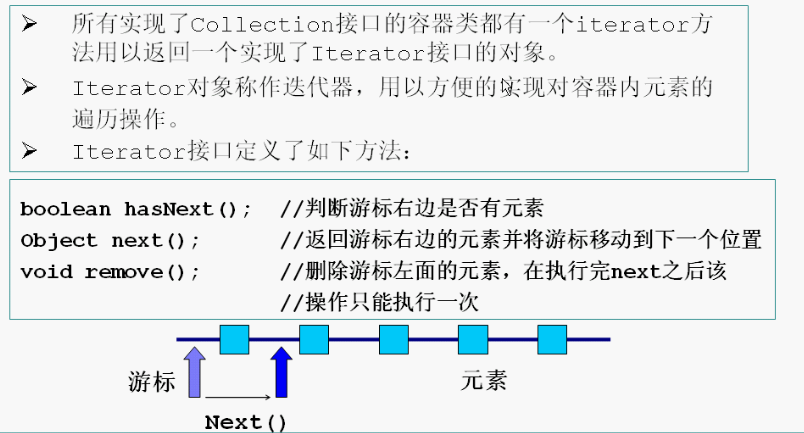 ➢ 所有实现了Collection接口的容器类都有一个iterator方
法用以返回一个实现了Iterator接口的对象。
➢ Iterator对象称作迭代器，用以方便的实现对容器内元素的
遍历操作。
➢ Iterator接口定义了如下方法：
boolean hasNext(); //判断游标右边是否有元素
Object next(); //返回游标右边的元素并将游标移动到下一个位置
void remove(); //删除游标左面的元素，在执行完next之后该
//操作只能执行一次
游标 元素
Next()